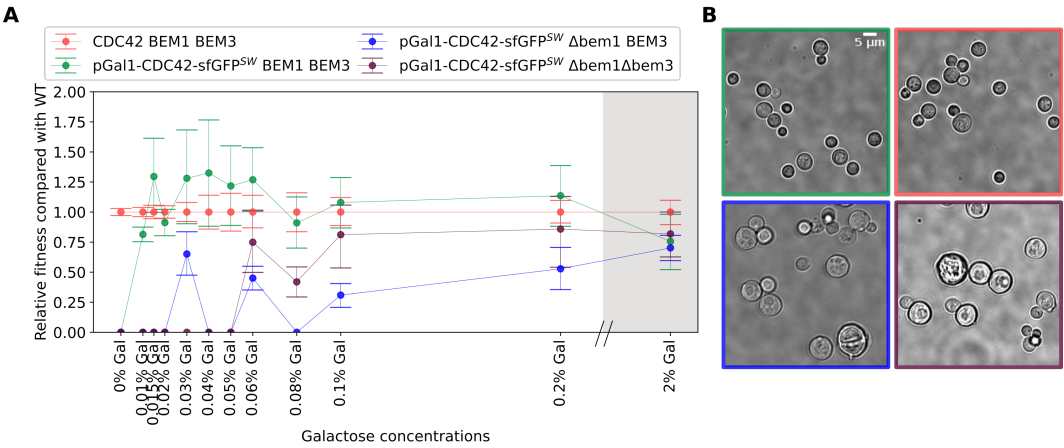 A
B
CDC42 BEM1 BEM3
pGal1-CDC42-sfGFP^SW BEM1 BEM3
pGal1-CDC42-sfGFP^SW Δbem1 BEM3
pGal1-CDC42-sfGFP^SW Δbem1Δbem3
Relative fitness compared with WT
2.00
1.75
1.50
1.25
1.00
0.75
0.50
0.25
0.00
0% Gal
0.01% Gal
0.015% Gal
0.02% Gal
0.03% Gal
0.04% Gal
0.05% Gal
0.06% Gal
0.08% Gal
0.1% Gal
0.2% Gal
2% Gal
Galactose concentrations
5 μm